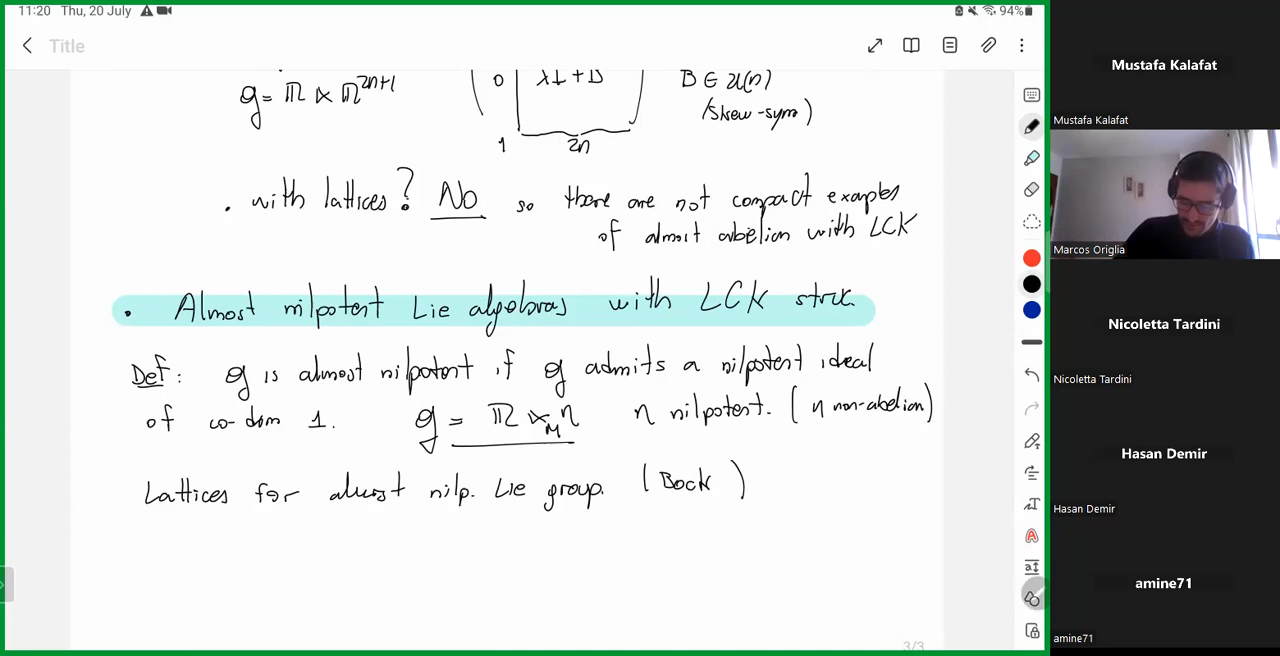 11:20 Thu, 20 July
94%
Title
g = ℝ ⋉ ℝ^{2n+1}
0 | λI + B
B ∈ u(n)
(skew-sym)
1
2n
. with lattices? No so there are not compact examples
of almost abelian with LCK
• Almost nilpotent Lie algebras with LCK struc
Def: g is almost nilpotent if g admits a nilpotent ideal
of co-dim 1. g = ℝ ⋉_M n n nilpotent. (n non-abelian)
Lattices for almost nilp. Lie group. (Bock )
3/3
Mustafa Kalafat
Mustafa Kalafat
Marcos Origlia
Nicoletta Tardini
Nicoletta Tardini
Hasan Demir
Hasan Demir
amine71
amine71